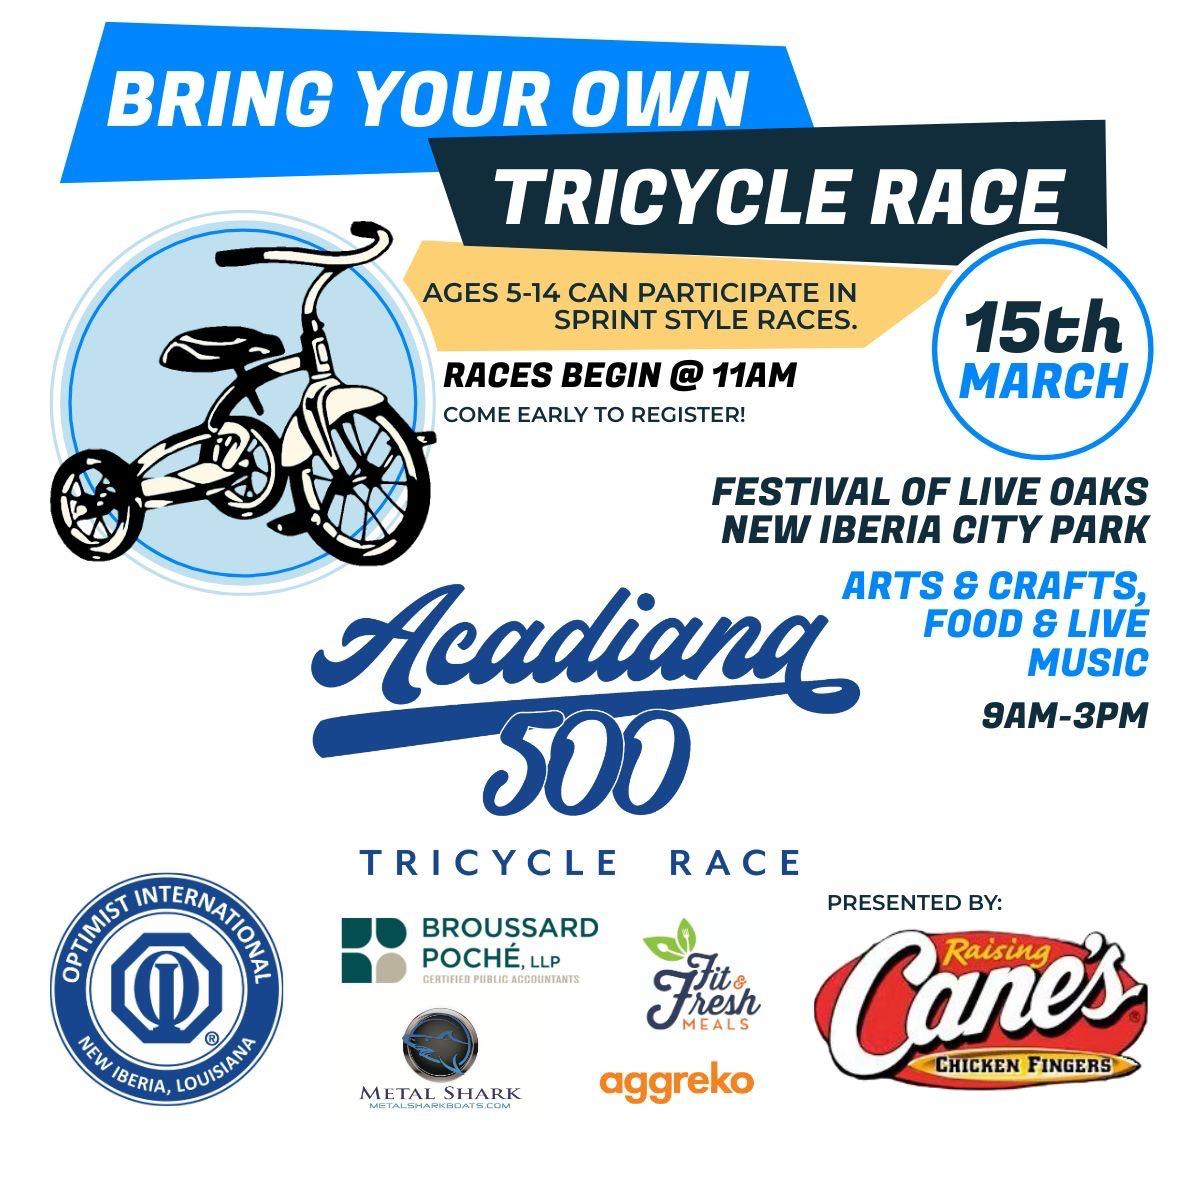 BRING YOUR OWN
TRICYCLE RACE
AGES 5-14 CAN PARTICIPATE IN
SPRINT STYLE RACES.
RACES BEGIN @ 11AM
COME EARLY TO REGISTER!
15th
MARCH
FESTIVAL OF LIVE OAKS
NEW IBERIA CITY PARK
ARTS & CRAFTS,
FOOD & LIVE
MUSIC
9AM-3PM
Acadiana
500
TRICYCLE RACE
OPTIMIST INTERNATIONAL
OI
®
NEW IBERIA, LOUISIANA
BROUSSARD
POCHÉ, LLP
CERTIFIED PUBLIC ACCOUNTANTS
METAL SHARK
METALSHARKBOATS.COM
Fit &
Fresh
MEALS
aggreko
PRESENTED BY:
Raising
Cane's
®
CHICKEN FINGERS